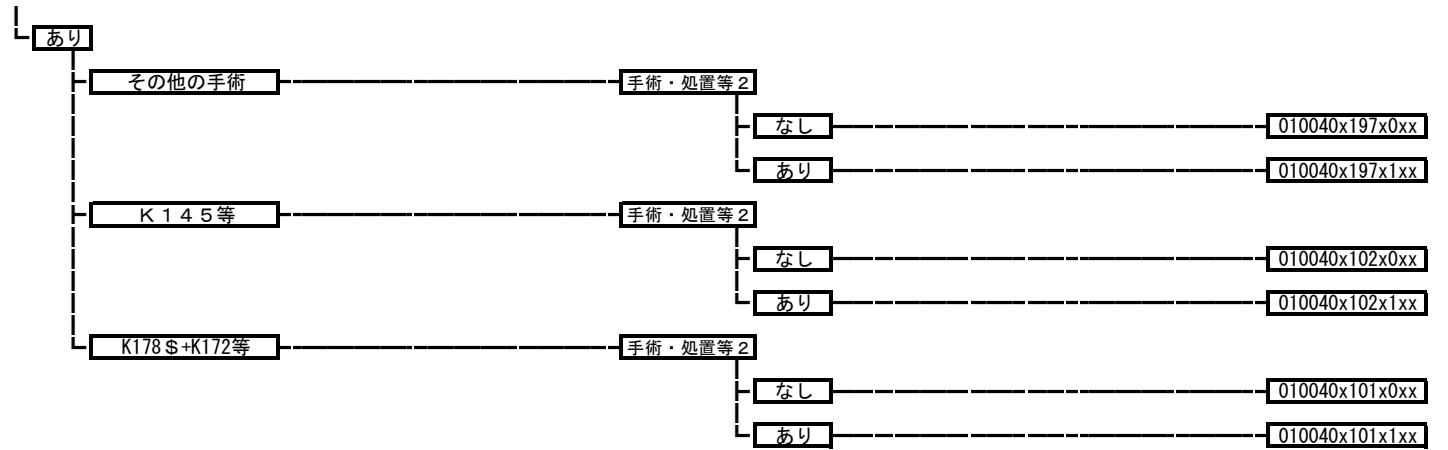 あり
その他の手術 手術・処置等２
なし 010040x197x0xx
あり 010040x197x1xx
Ｋ１４５等 手術・処置等２
なし 010040x102x0xx
あり 010040x102x1xx
K178＄+K172等 手術・処置等２
なし 010040x101x0xx
あり 010040x101x1xx